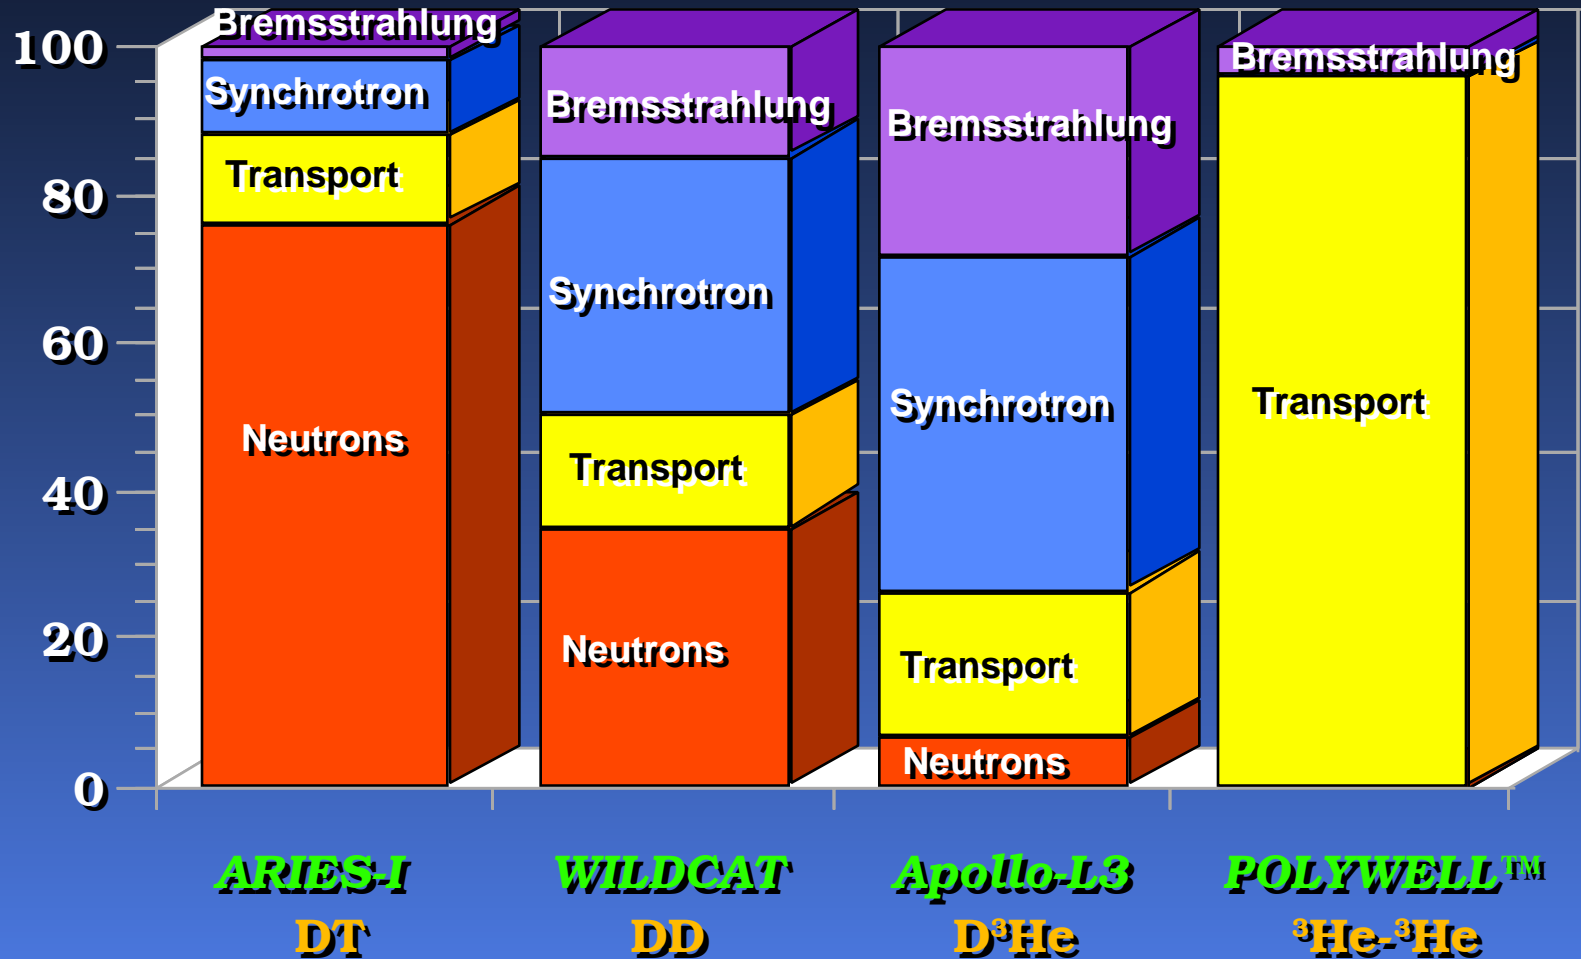 100
80
60
40
20
0
Bremsstrahlung
Synchrotron
Transport
Neutrons
Bremsstrahlung
Synchrotron
Transport
Neutrons
Bremsstrahlung
Synchrotron
Transport
Neutrons
Bremsstrahlung
Transport
ARIES-I WILDCAT Apollo-L3 POLYWELL™
DT DD D³He ³He-³He